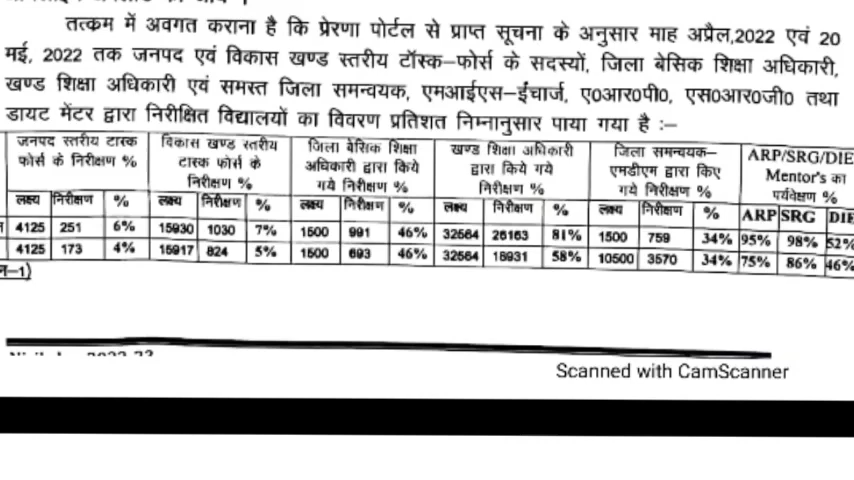 तत्क्रम में अवगत कराना है कि प्रेरणा पोर्टल से प्राप्त सूचना के अनुसार माह अप्रैल,2022 एवं 20
मई, 2022 तक जनपद एवं विकास खण्ड स्तरीय टॉस्क–फोर्स के सदस्यों, जिला बेसिक शिक्षा अधिकारी,
खण्ड शिक्षा अधिकारी एवं समस्त जिला समन्वयक, एमआईएस–ईंचार्ज, ए0आर0पी0, एस0आर0जी0 तथा
डायट मेंटर द्वारा निरीक्षित विद्यालयों का विवरण प्रतिशत निम्नानुसार पाया गया है :–
जनपद स्तरीय टास्क फोर्स के निरीक्षण %
विकास खण्ड स्तरीय टास्क फोर्स के निरीक्षण %
जिला बेसिक शिक्षा अधिकारी द्वारा किये गये निरीक्षण %
खण्ड शिक्षा अधिकारी द्वारा किये गये निरीक्षण %
जिला समन्वयक– एमडीएम द्वारा किए गये निरीक्षण %
ARP/SRG/DIE Mentor's का पर्यवेक्षण %
लक्ष्य निरीक्षण % लक्ष्य निरीक्षण % लक्ष्य निरीक्षण % लक्ष्य निरीक्षण % लक्ष्य निरीक्षण % ARP SRG DIE
4125 251 6% 15930 1030 7% 1500 691 46% 32564 26163 81% 1500 759 34% 95% 98% 52%
4125 173 4% 15917 824 5% 1500 693 46% 32564 18931 58% 10500 3570 34% 75% 86% 46%
न–1)
Scanned with CamScanner